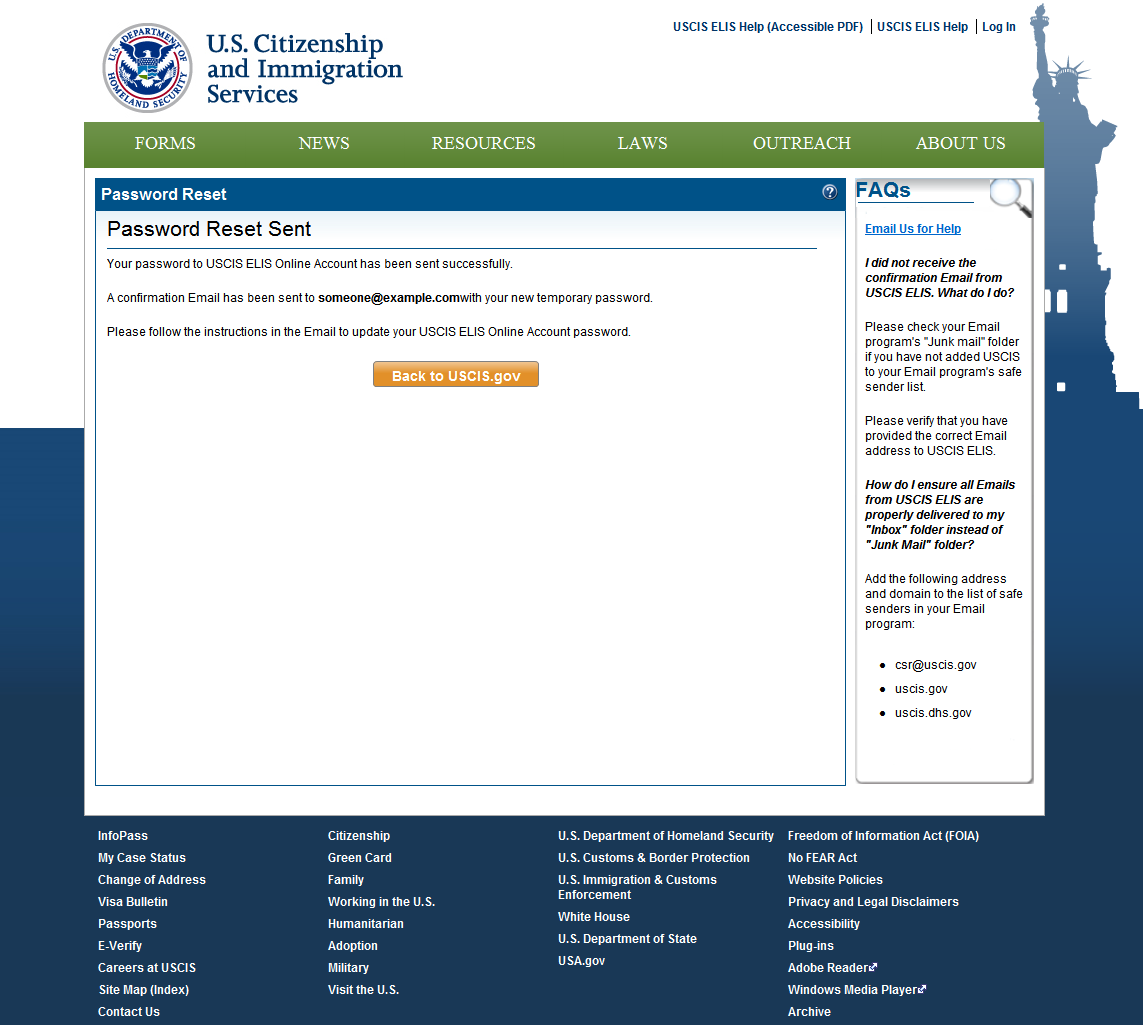 USCIS ELIS Help (Accessible PDF) USCIS ELIS Help Log In
U.S. DEPARTMENT OF HOMELAND SECURITY
U.S. Citizenship
and Immigration
Services
FORMS NEWS RESOURCES LAWS OUTREACH ABOUT US
Password Reset ?
Password Reset Sent
Your password to USCIS ELIS Online Account has been sent successfully.
A confirmation Email has been sent to someone@example.comwith your new temporary password.
Please follow the instructions in the Email to update your USCIS ELIS Online Account password.
Back to USCIS.gov
FAQs
Email Us for Help
I did not receive the
confirmation Email from
USCIS ELIS. What do I do?
Please check your Email
program's "Junk mail" folder
if you have not added USCIS
to your Email program's safe
sender list.
Please verify that you have
provided the correct Email
address to USCIS ELIS.
How do I ensure all Emails
from USCIS ELIS are
properly delivered to my
"Inbox" folder instead of
"Junk Mail" folder?
Add the following address
and domain to the list of safe
senders in your Email
program:
• csr@uscis.gov
• uscis.gov
• uscis.dhs.gov
InfoPass
My Case Status
Change of Address
Visa Bulletin
Passports
E-Verify
Careers at USCIS
Site Map (Index)
Contact Us
Citizenship
Green Card
Family
Working in the U.S.
Humanitarian
Adoption
Military
Visit the U.S.
U.S. Department of Homeland Security
U.S. Customs & Border Protection
U.S. Immigration & Customs
Enforcement
White House
U.S. Department of State
USA.gov
Freedom of Information Act (FOIA)
No FEAR Act
Website Policies
Privacy and Legal Disclaimers
Accessibility
Plug-ins
Adobe Reader
Windows Media Player
Archive